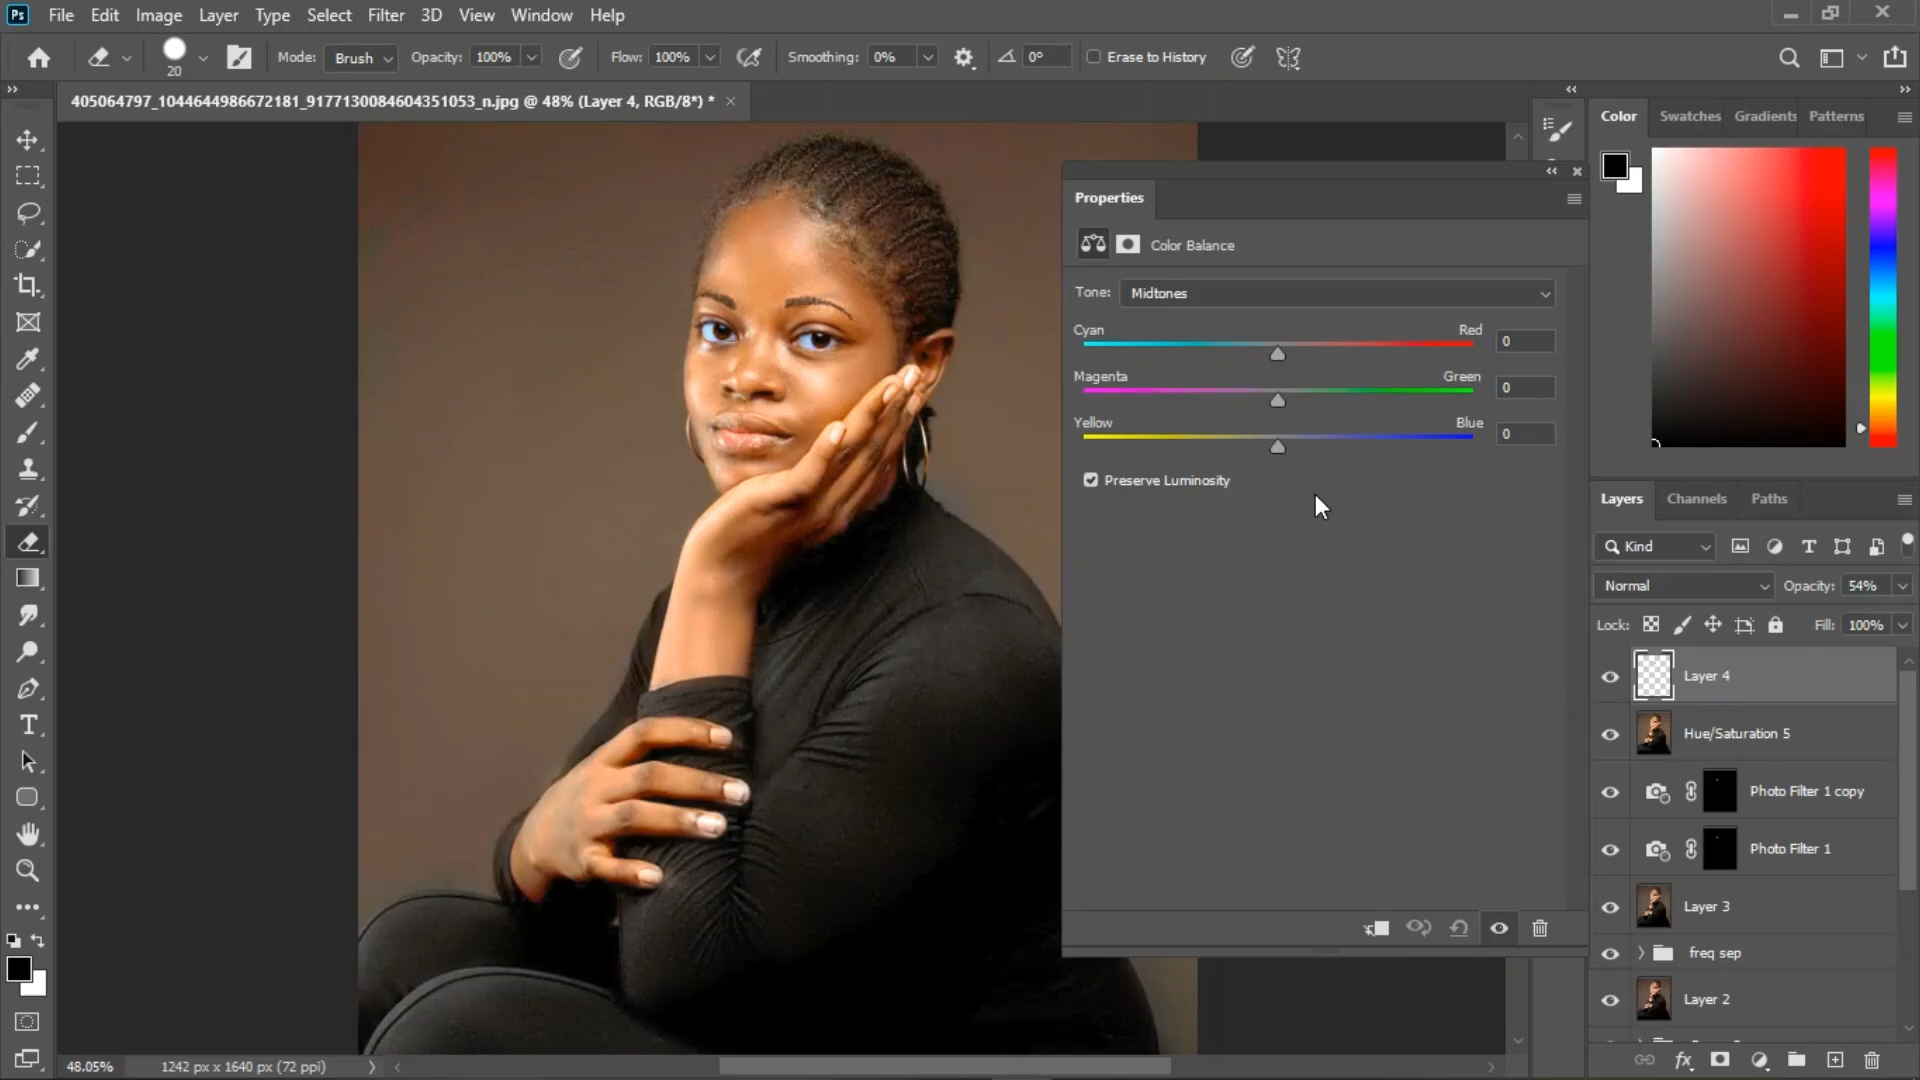 Ps File Edit Image Layer Type Select Filter 3D View Window Help
20 Mode: Brush Opacity: 100% Flow: 100% Smoothing: 0% 0° Erase to History
405064797_1044644986672181_9177130084604351053_n.jpg @ 48% (Layer 4, RGB/8*) *
Color Swatches Gradients Patterns
Properties
Color Balance
Tone: Midtones
Cyan Red 0
Magenta Green 0
Yellow Blue 0
Preserve Luminosity
Layers Channels Paths
Kind
Normal Opacity: 54%
Lock: Fill: 100%
Layer 4
Hue/Saturation 5
Photo Filter 1 copy
Photo Filter 1
Layer 3
freq sep
Layer 2
fx
48.05% 1242 px x 1640 px (72 ppi)